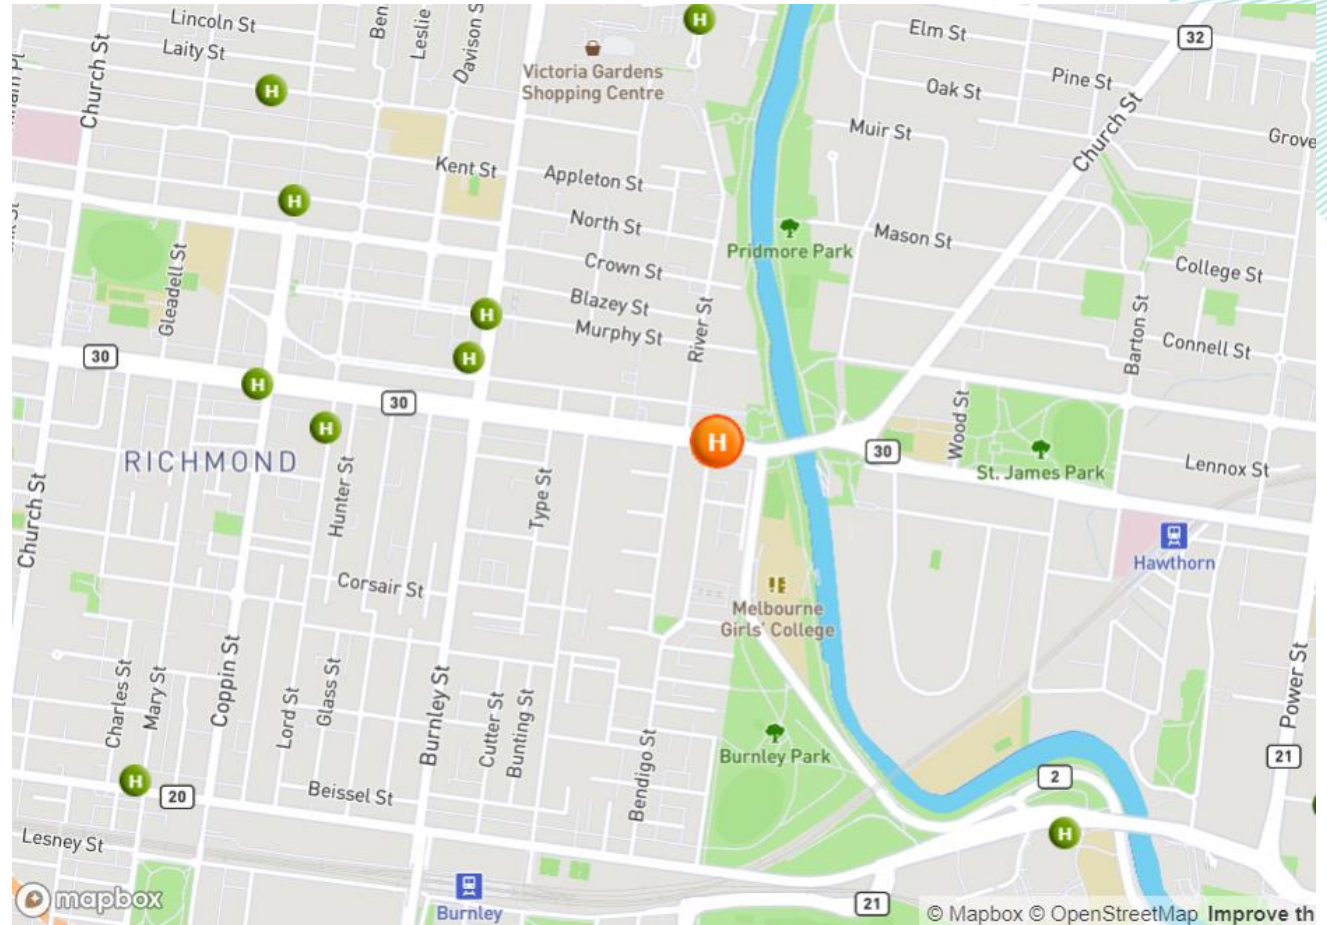 Lincoln St
Laity St
Church St
Ben
Leslie
Davison S
H
H
Victoria Gardens
Shopping Centre
Elm St
32
Pine St
Oak St
Muir St
Church St
Grove
Kent St
Appleton St
H
North St
Mason St
Pridmore Park
Crown St
College St
Gleadell St
Blazey St
Murphy St
River St
H
H
Barton St
Connell St
30
H
30
H
H
Wood St
30
RICHMOND
St. James Park
Lennox St
Church St
Hunter St
Type St
Hawthorn
Corsair St
Melbourne
Girls' College
Charles St
Mary St
Coppin St
Lord St
Glass St
Burnley St
Cutter St
Bunting St
Bendigo St
Burnley Park
Power St
21
H
20
Beissel St
2
H
Lesney St
mapbox
Burnley
21
© Mapbox © OpenStreetMap Improve th